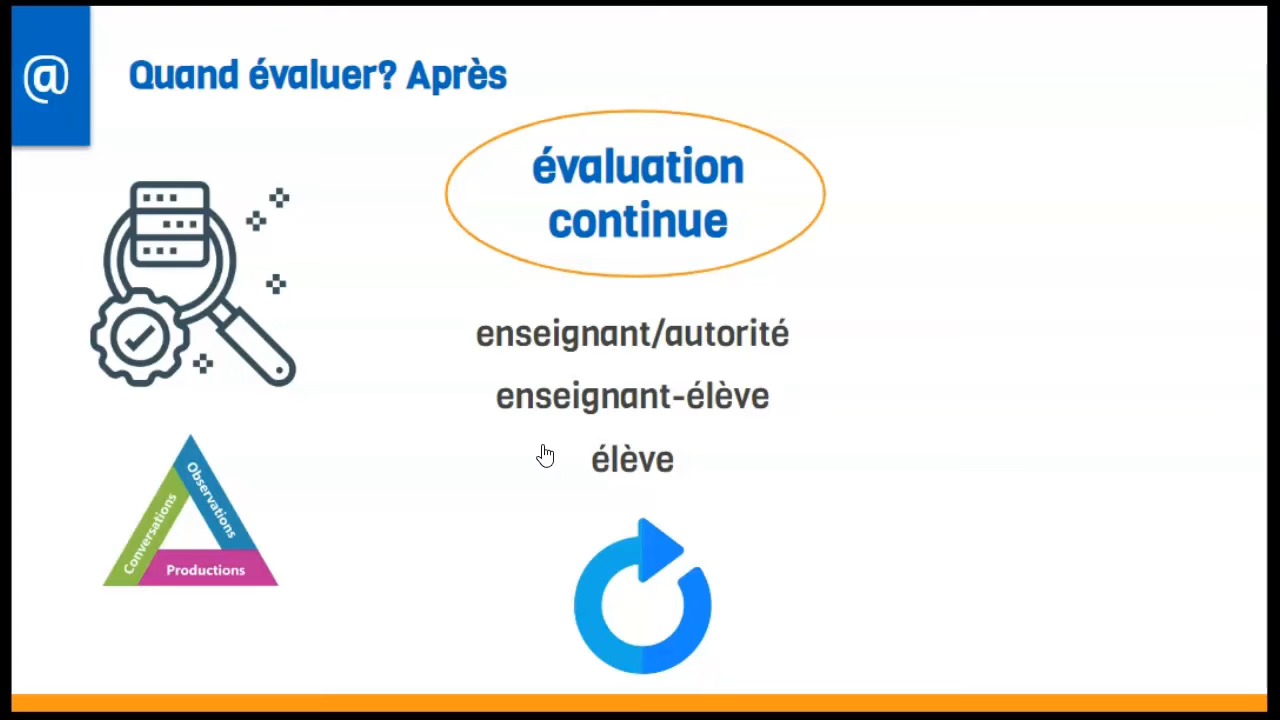 @
Quand évaluer? Après
évaluation
continue
enseignant/autorité
enseignant-élève
élève
Observations
Conversations
Productions